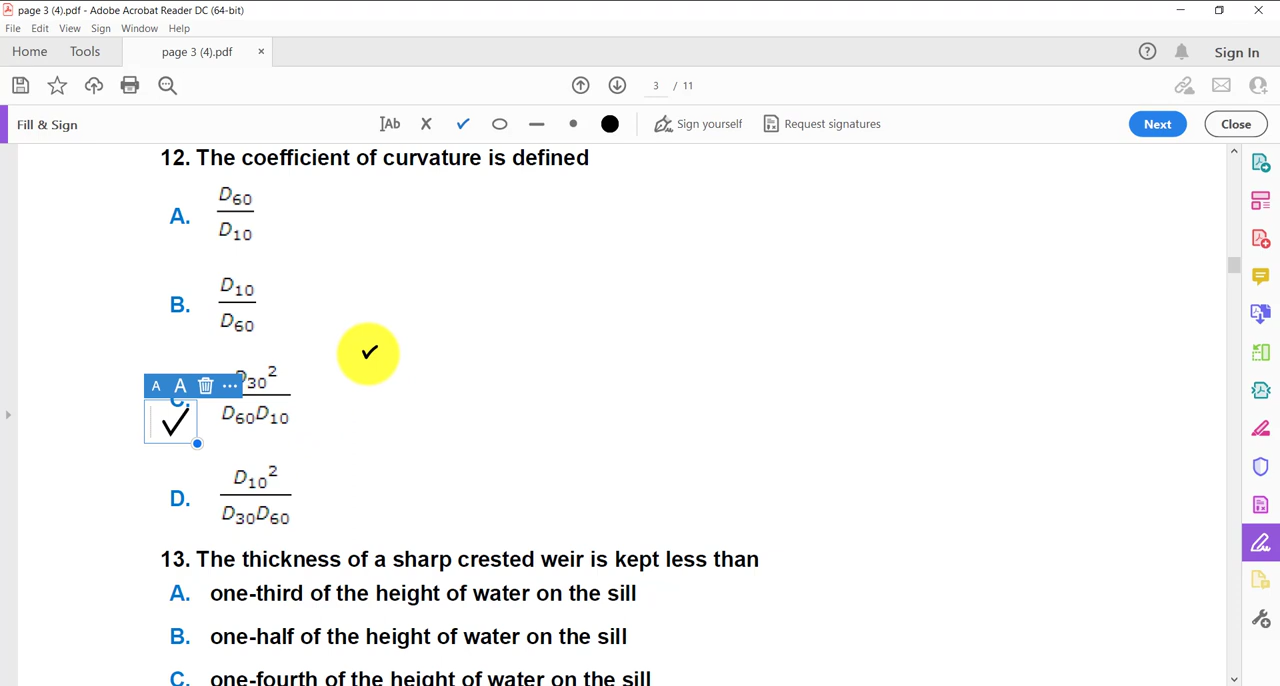 page 3 (4).pdf - Adobe Acrobat Reader DC (64-bit)
File Edit View Sign Window Help
Home Tools page 3 (4).pdf × Sign In
3 / 11
Fill & Sign IAb Sign yourself Request signatures Next Close
12. The coefficient of curvature is defined
A. D60 / D10
B. D10 / D60
A A ...
C. D30² / D60D10
D. D10² / D30D60
13. The thickness of a sharp crested weir is kept less than
A. one-third of the height of water on the sill
B. one-half of the height of water on the sill
C. one-fourth of the height of water on the sill